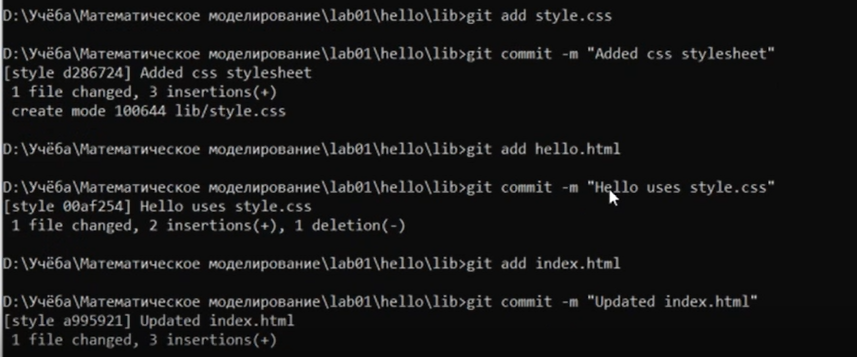 D:\Учёба\Математическое моделирование\lab01\hello\lib>git add style.css
D:\Учёба\Математическое моделирование\lab01\hello\lib>git commit -m "Added css stylesheet"
[style d286724] Added css stylesheet
1 file changed, 3 insertions(+)
create mode 100644 lib/style.css
D:\Учёба\Математическое моделирование\lab01\hello\lib>git add hello.html
D:\Учёба\Математическое моделирование\lab01\hello\lib>git commit -m "Hello uses style.css"
[style 00af254] Hello uses style.css
1 file changed, 2 insertions(+), 1 deletion(-)
D:\Учёба\Математическое моделирование\lab01\hello\lib>git add index.html
D:\Учёба\Математическое моделирование\lab01\hello\lib>git commit -m "Updated index.html"
[style a995921] Updated index.html
1 file changed, 3 insertions(+)